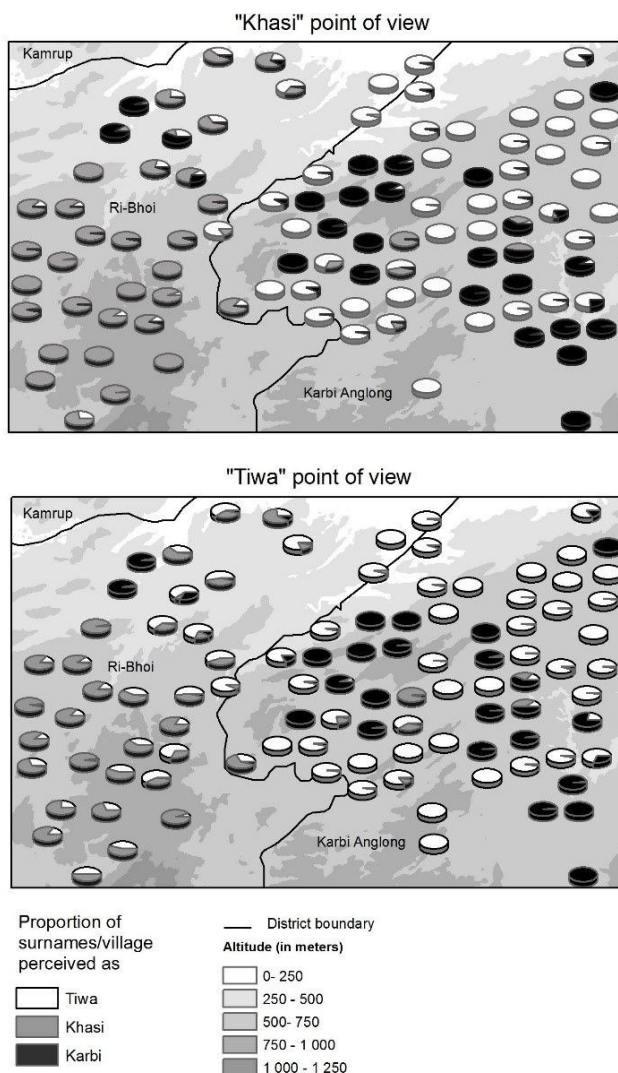 "Khasi" point of view
Kamrup
Ri-Bhoi
Karbi Anglong
"Tiwa" point of view
Kamrup
Ri-Bhoi
Karbi Anglong
Proportion of
surnames/village
perceived as
Tiwa
Khasi
Karbi
District boundary
Altitude (in meters)
0- 250
250 - 500
500- 750
750 - 1 000
1 000 - 1 250